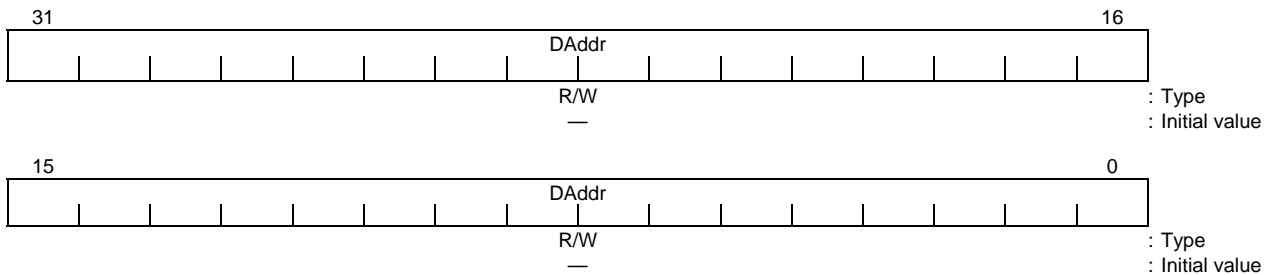 31 16
DAddr
R/W : Type
— : Initial value
15 0
DAddr
R/W : Type
— : Initial value